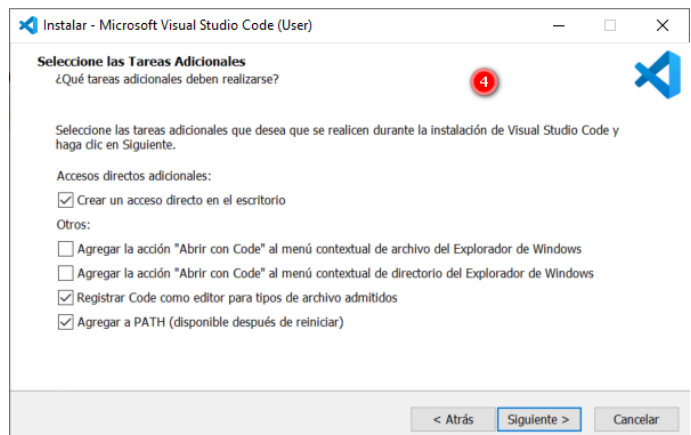 Instalar - Microsoft Visual Studio Code (User)
Seleccione las Tareas Adicionales
¿Qué tareas adicionales deben realizarse?
4
Seleccione las tareas adicionales que desea que se realicen durante la instalación de Visual Studio Code y
haga clic en Siguiente.
Accesos directos adicionales:
Crear un acceso directo en el escritorio
Otros:
Agregar la acción "Abrir con Code" al menú contextual de archivo del Explorador de Windows
Agregar la acción "Abrir con Code" al menú contextual de directorio del Explorador de Windows
Registrar Code como editor para tipos de archivo admitidos
Agregar a PATH (disponible después de reiniciar)
< Atrás Siguiente > Cancelar